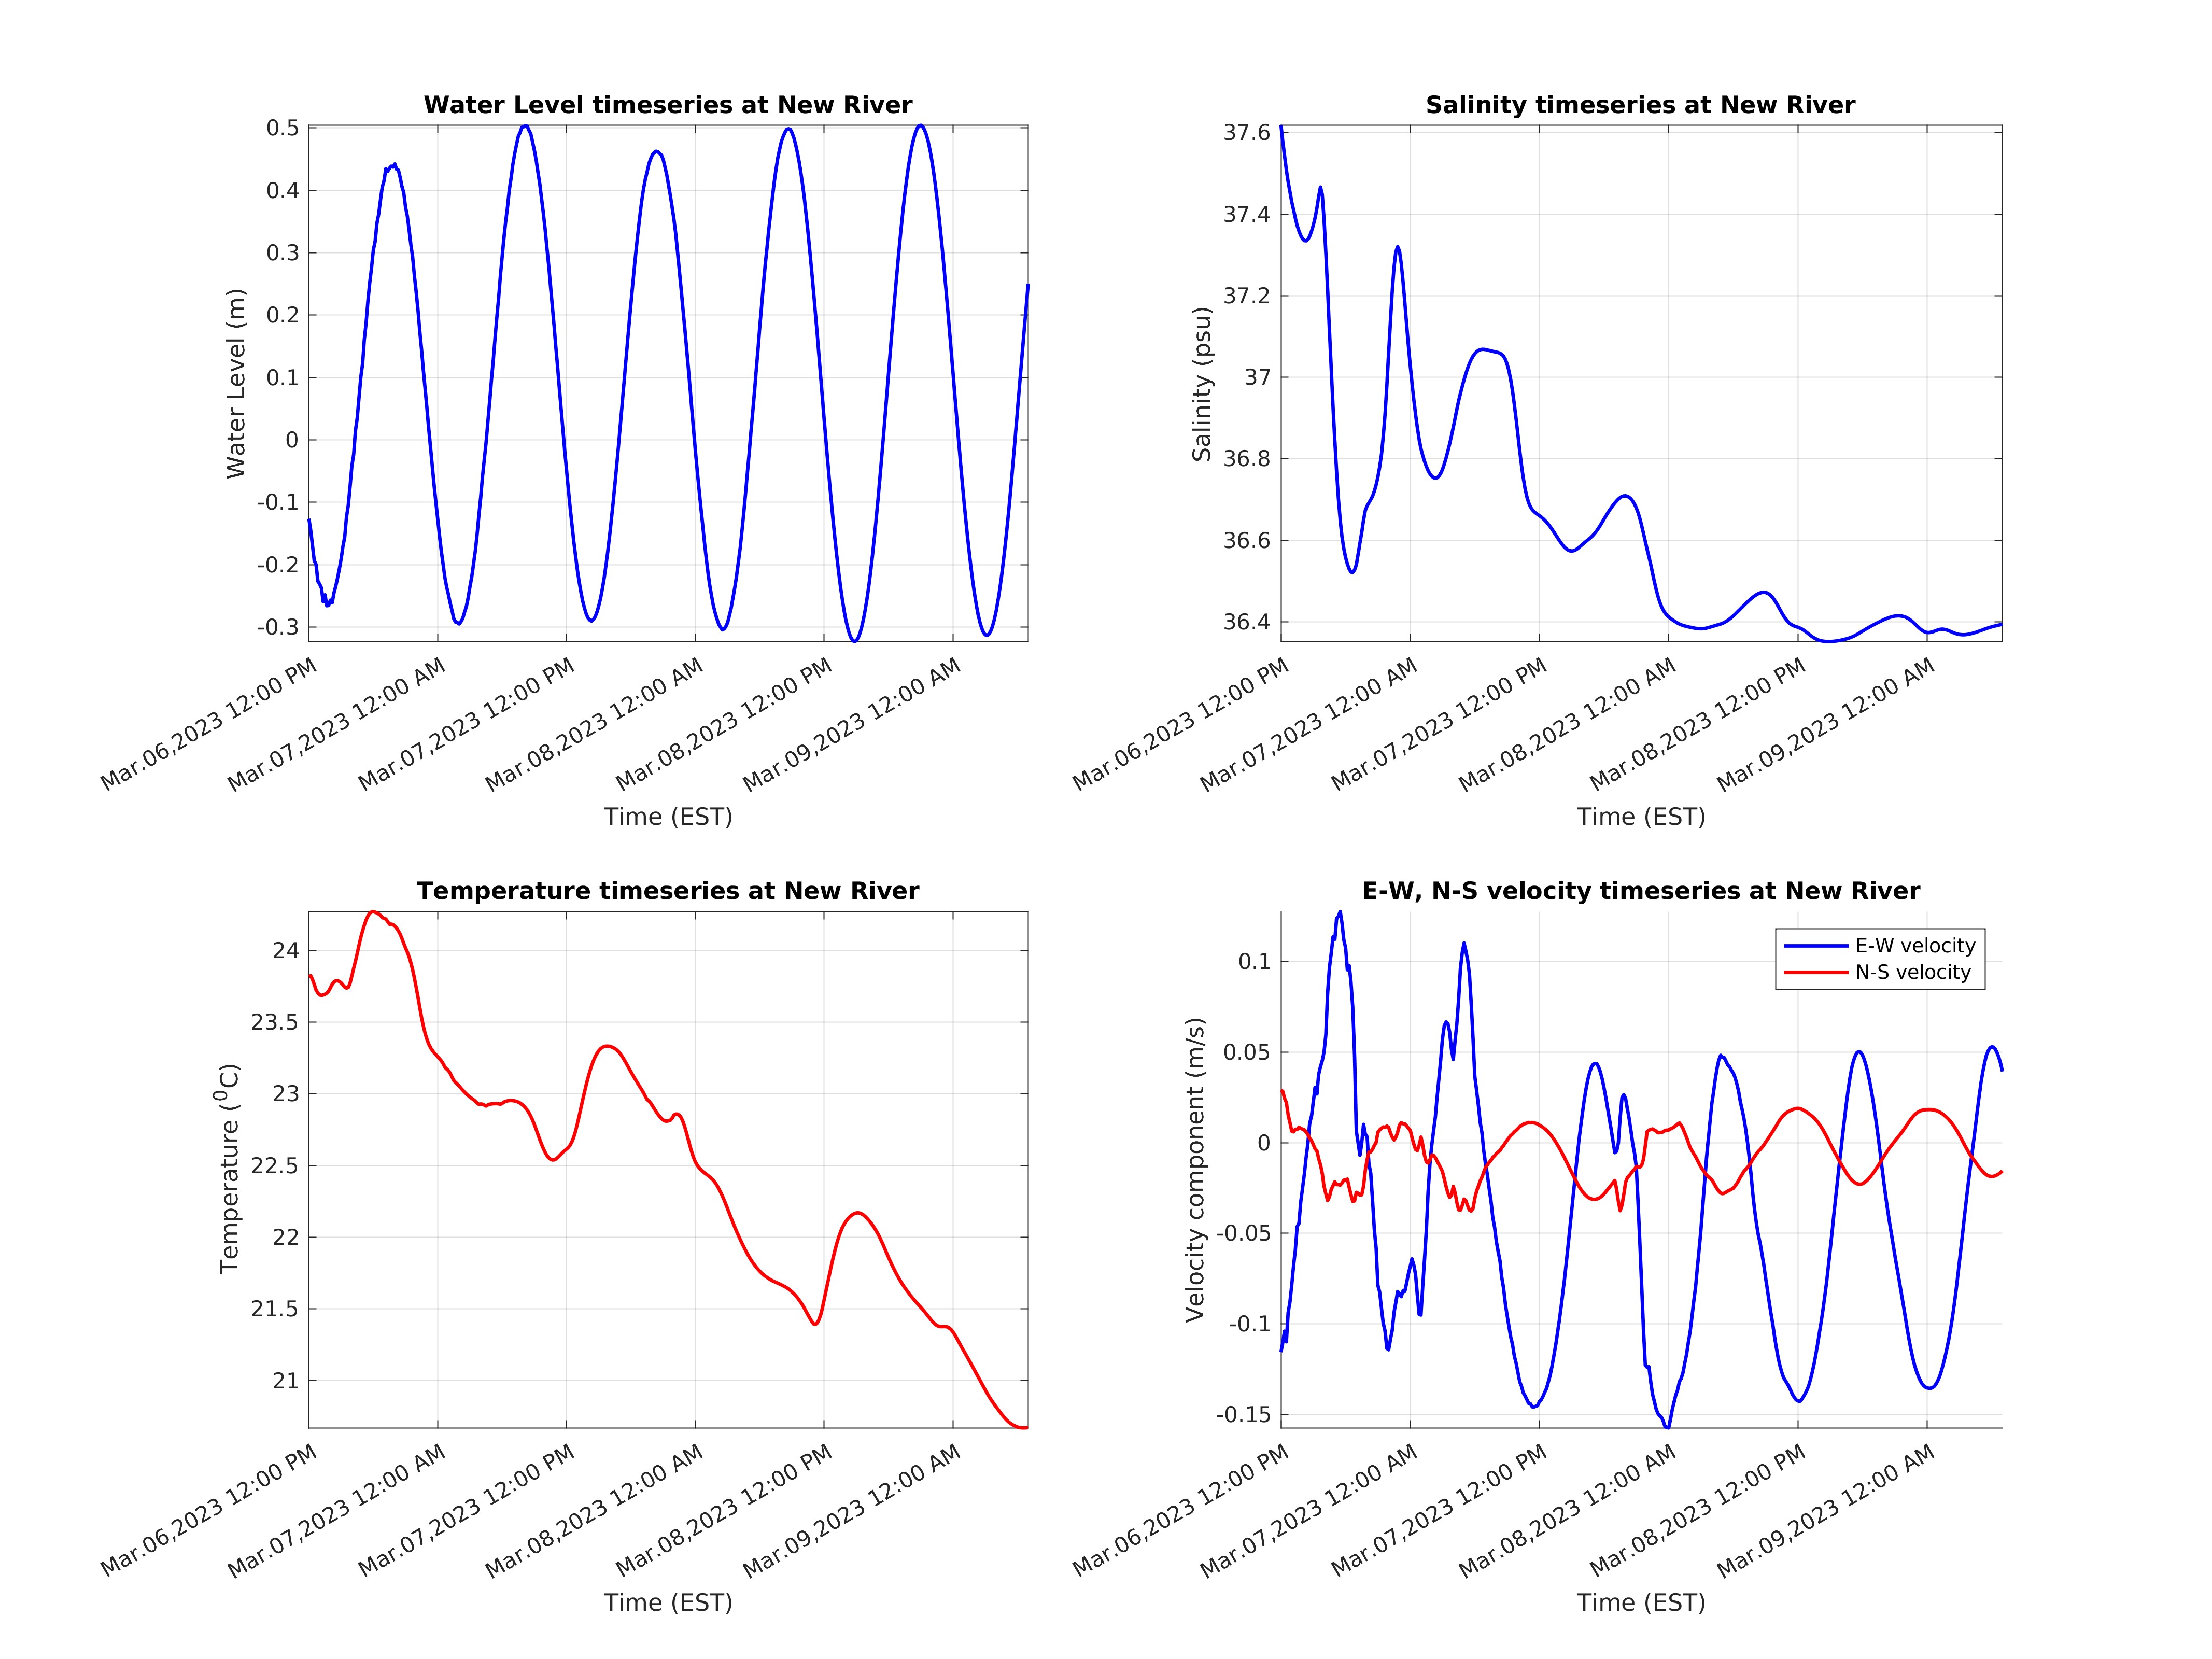 Water Level timeseries at New River
Water Level (m)
0.5
0.4
0.3
0.2
0.1
0
-0.1
-0.2
-0.3
Mar.06,2023 12:00 PM
Mar.07,2023 12:00 AM
Mar.07,2023 12:00 PM
Mar.08,2023 12:00 AM
Mar.08,2023 12:00 PM
Mar.09,2023 12:00 AM
Time (EST)
Salinity timeseries at New River
Salinity (psu)
37.6
37.4
37.2
37
36.8
36.6
36.4
Mar.06,2023 12:00 PM
Mar.07,2023 12:00 AM
Mar.07,2023 12:00 PM
Mar.08,2023 12:00 AM
Mar.08,2023 12:00 PM
Mar.09,2023 12:00 AM
Time (EST)
Temperature timeseries at New River
Temperature (⁰C)
24
23.5
23
22.5
22
21.5
21
Mar.06,2023 12:00 PM
Mar.07,2023 12:00 AM
Mar.07,2023 12:00 PM
Mar.08,2023 12:00 AM
Mar.08,2023 12:00 PM
Mar.09,2023 12:00 AM
Time (EST)
E-W, N-S velocity timeseries at New River
Velocity component (m/s)
0.1
0.05
0
-0.05
-0.1
-0.15
E-W velocity
N-S velocity
Mar.06,2023 12:00 PM
Mar.07,2023 12:00 AM
Mar.07,2023 12:00 PM
Mar.08,2023 12:00 AM
Mar.08,2023 12:00 PM
Mar.09,2023 12:00 AM
Time (EST)